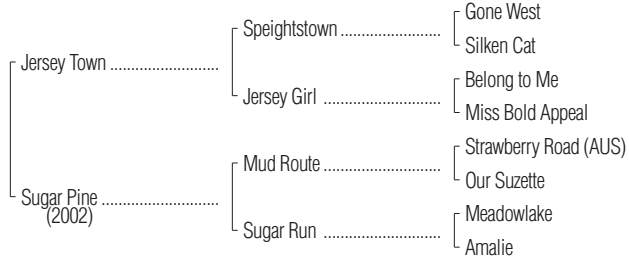 Gone West
Speightstown
Silken Cat
Jersey Town
Belong to Me
Jersey Girl
Miss Bold Appeal
Strawberry Road (AUS)
Mud Route
Our Suzette
Sugar Pine
(2002)
Meadowlake
Sugar Run
Amalie